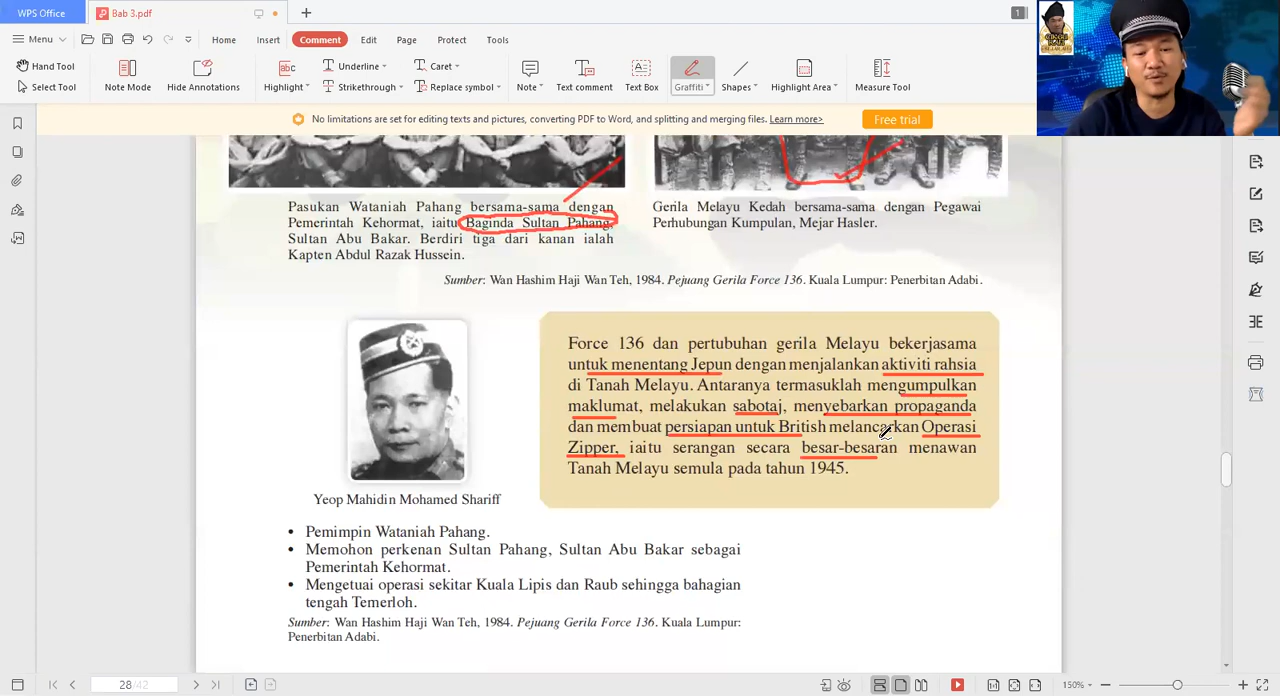 WPS Office
Bab 3.pdf
1
Menu
Home Insert Comment Edit Page Protect Tools
Hand Tool
Select Tool
Note Mode
Hide Annotations
Highlight
Underline
Strikethrough
Caret
Replace symbol
Note
Text comment
Text Box
Graffiti
Shapes
Highlight Area
Measure Tool
No limitations are set for editing texts and pictures, converting PDF to Word, and splitting and merging files. Learn more>
Free trial
Pasukan Wataniah Pahang bersama-sama dengan
Pemerintah Kehormat, iaitu Baginda Sultan Pahang,
Sultan Abu Bakar. Berdiri tiga dari kanan ialah
Kapten Abdul Razak Hussein.
Gerila Melayu Kedah bersama-sama dengan Pegawai
Perhubungan Kumpulan, Mejar Hasler.
Sumber: Wan Hashim Haji Wan Teh, 1984. Pejuang Gerila Force 136. Kuala Lumpur: Penerbitan Adabi.
Force 136 dan pertubuhan gerila Melayu bekerjasama
untuk menentang Jepun dengan menjalankan aktiviti rahsia
di Tanah Melayu. Antaranya termasuklah mengumpulkan
maklumat, melakukan sabotaj, menyebarkan propaganda
dan membuat persiapan untuk British melancarkan Operasi
Zipper, iaitu serangan secara besar-besaran menawan
Tanah Melayu semula pada tahun 1945.
Yeop Mahidin Mohamed Shariff
• Pemimpin Wataniah Pahang.
• Memohon perkenan Sultan Pahang, Sultan Abu Bakar sebagai
Pemerintah Kehormat.
• Mengetuai operasi sekitar Kuala Lipis dan Raub sehingga bahagian
tengah Temerloh.
Sumber: Wan Hashim Haji Wan Teh, 1984. Pejuang Gerila Force 136. Kuala Lumpur:
Penerbitan Adabi.
28/42
150%